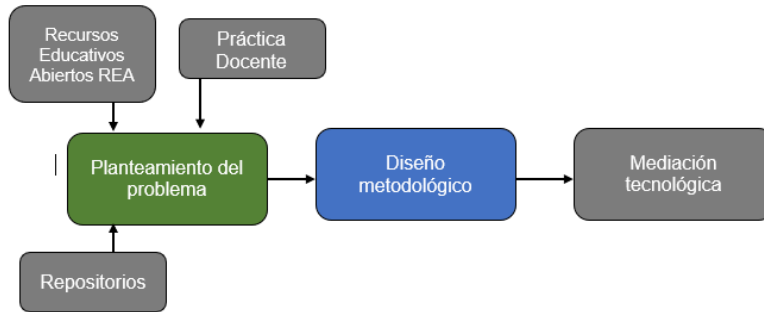 Recursos
Educativos
Abiertos REA
Práctica
Docente
Planteamiento del
problema
Diseño
metodológico
Mediación
tecnológica
Repositorios